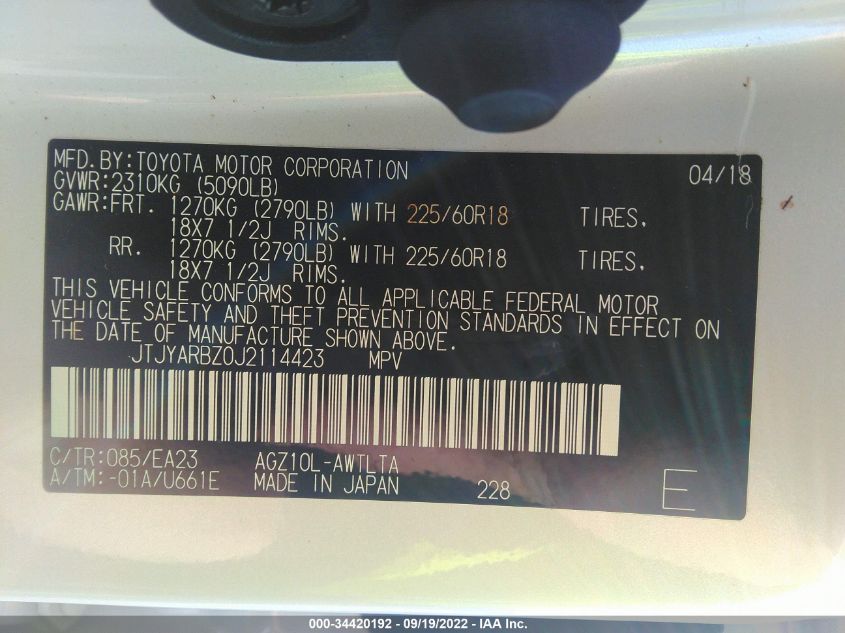 MFD.BY:TOYOTA MOTOR CORPORATION 04/18
GVWR:2310KG (5090LB)
GAWR:FRT. 1270KG (2790LB) WITH 225/60R18 TIRES,
18X7 1/2J RIMS.
RR. 1270KG (2790LB) WITH 225/60R18 TIRES,
18X7 1/2J RIMS.
THIS VEHICLE CONFORMS TO ALL APPLICABLE FEDERAL MOTOR
VEHICLE SAFETY AND THEFT PREVENTION STANDARDS IN EFFECT ON
THE DATE OF MANUFACTURE SHOWN ABOVE.
JTJYARBZ0J2114423 MPV
C/TR:085/EA23 AGZ10L-AWTLTA
A/TM:-01A/U661E MADE IN JAPAN 228 E
000-34420192 - 09/19/2022 - IAA Inc.